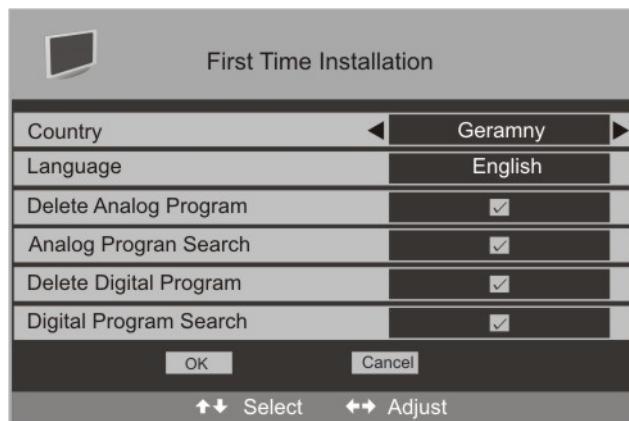 First Time Installation
Country Geramny
Language English
Delete Analog Program
Analog Progran Search
Delete Digital Program
Digital Program Search
OK Cancel
Select Adjust